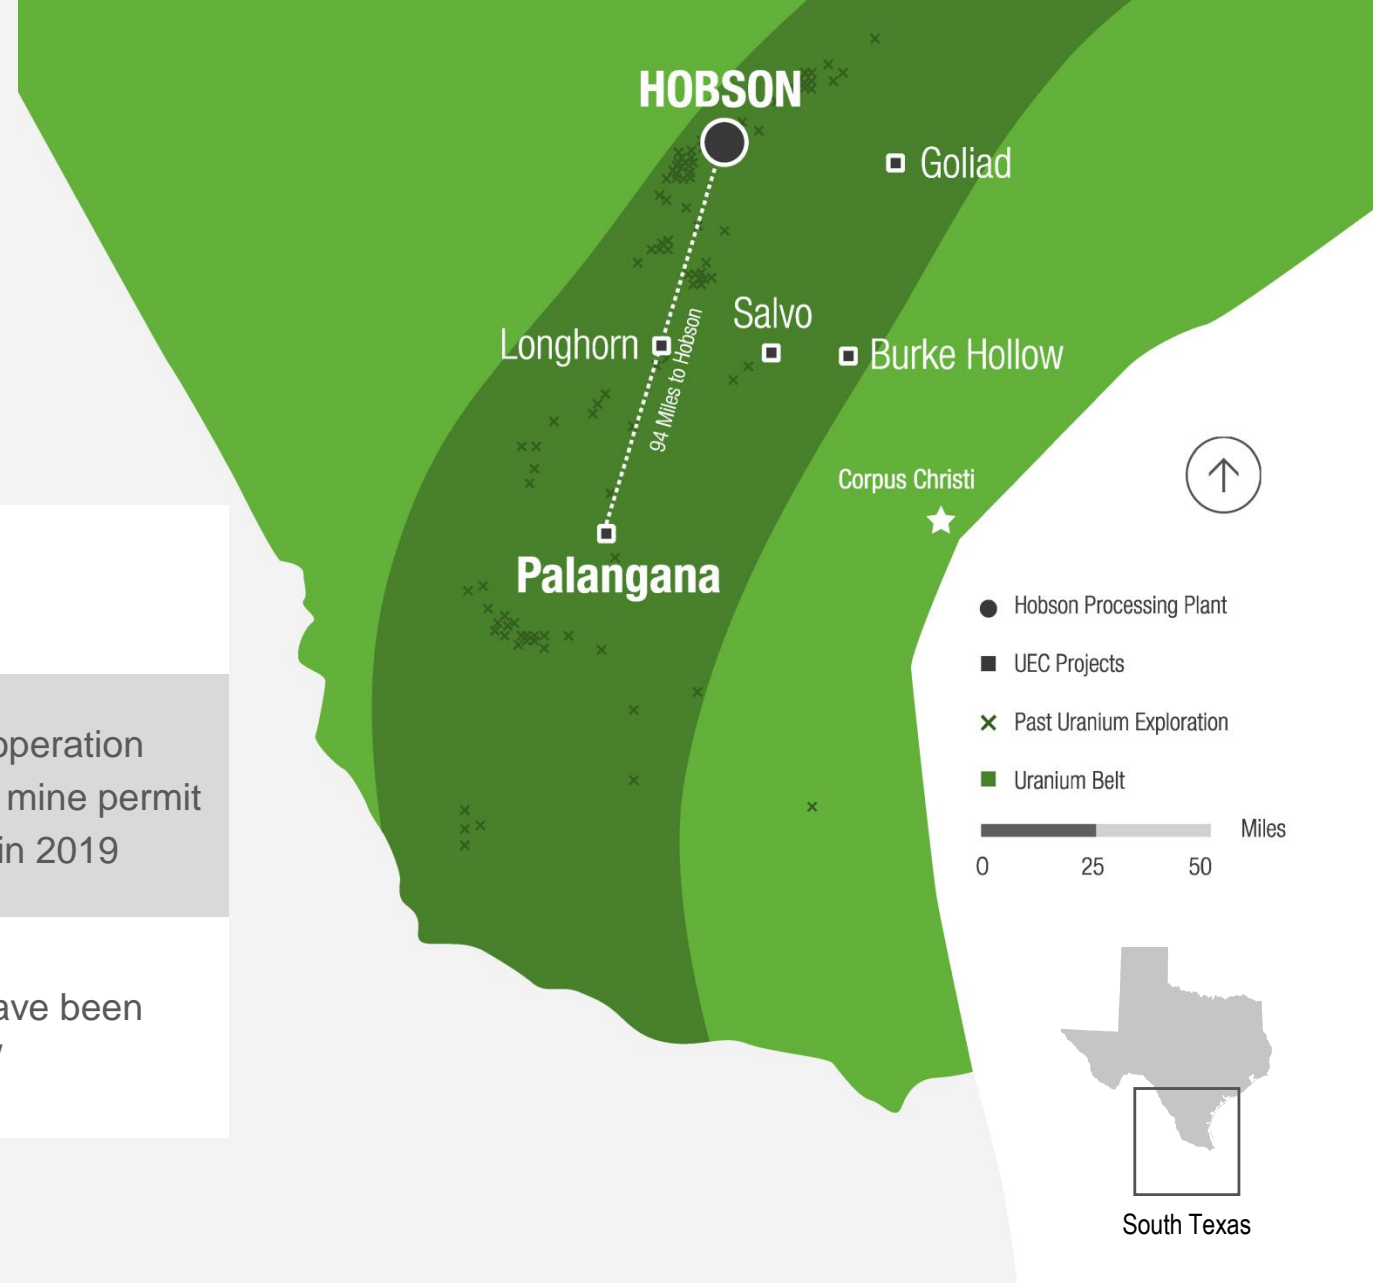 HOBSON
Goliad
Salvo
Longhorn
Burke Hollow
94 Miles to Hobson
Corpus Christi
Palangana
Hobson Processing Plant
UEC Projects
Past Uranium Exploration
Uranium Belt
Miles
0 25 50
South Texas
operation
mine permit
in 2019
have been